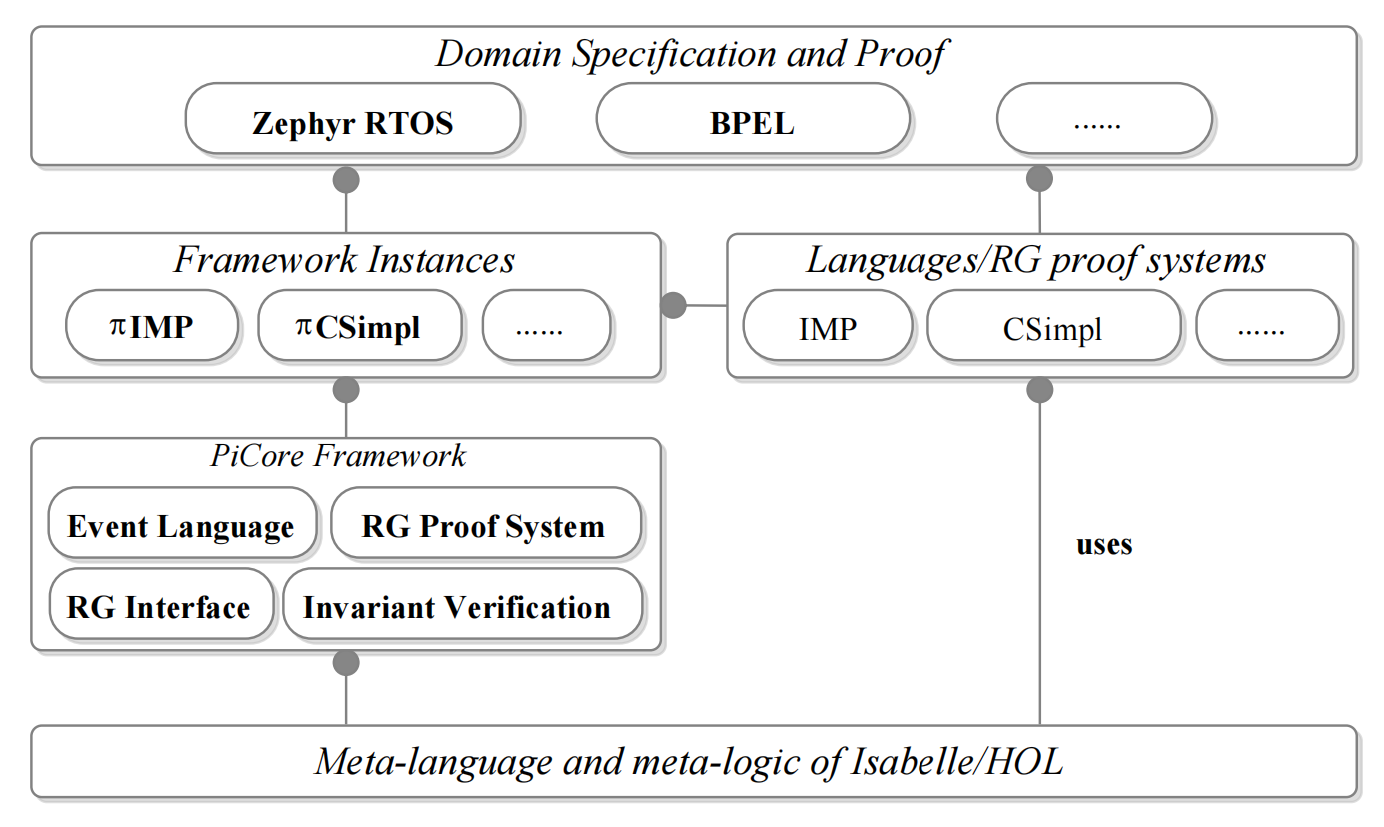 Domain Specification and Proof
Zephyr RTOS
BPEL
......
Framework Instances
πIMP
πCSimpl
......
Languages/RG proof systems
IMP
CSimpl
......
PiCore Framework
Event Language
RG Proof System
RG Interface
Invariant Verification
uses
Meta-language and meta-logic of Isabelle/HOL